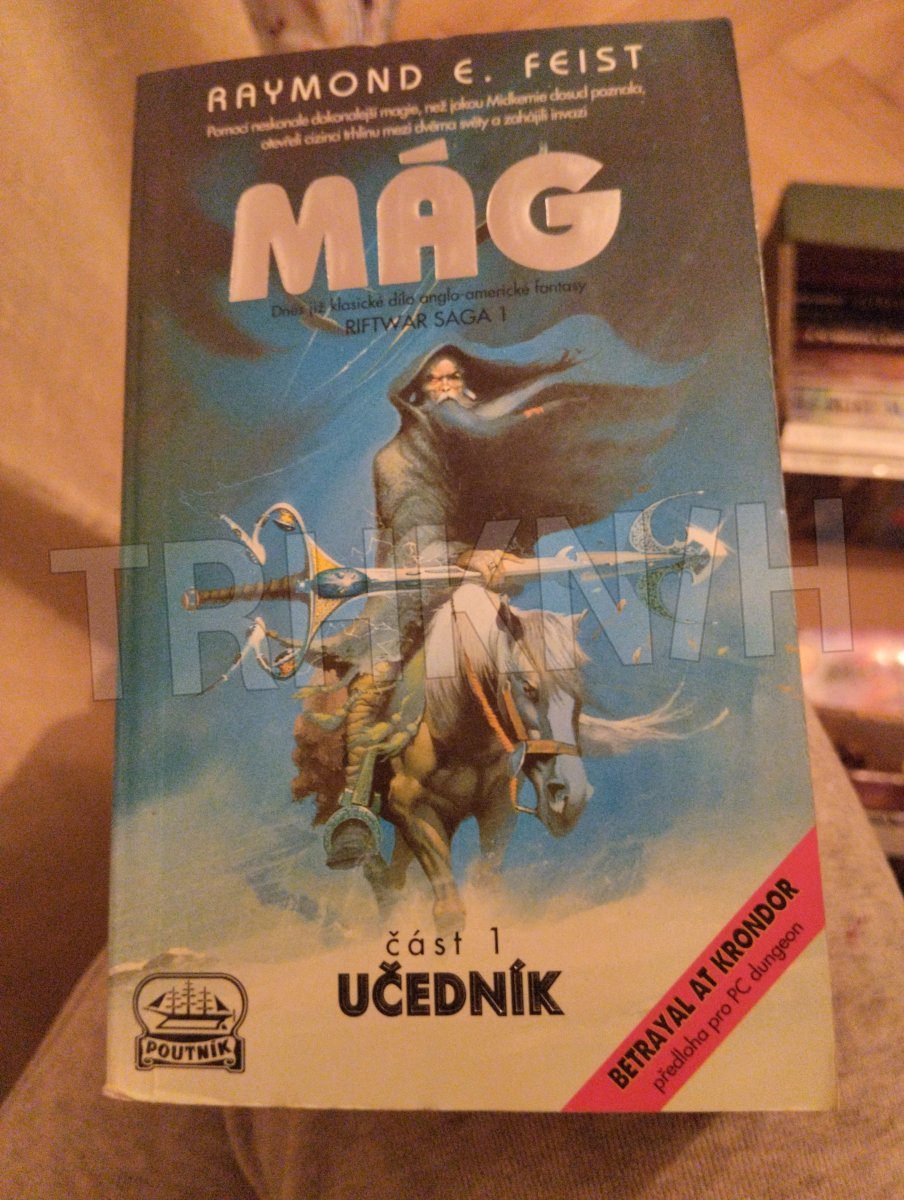 RAYMOND E. FEIST
Pomocí neskonale dokonalejší magie, než jakou Midkemie dosud poznala,
otevřeli cizinci trhlinu mezi dvěma světy a zahájili invazi
MÁG
Dnes již klasické dílo anglo-americké fantasy
RIFTWAR SAGA 1
TRHKNIH
část 1
UČEDNÍK
BETRAYAL AT KRONDOR
předloha pro PC dungeon
POUTNÍK